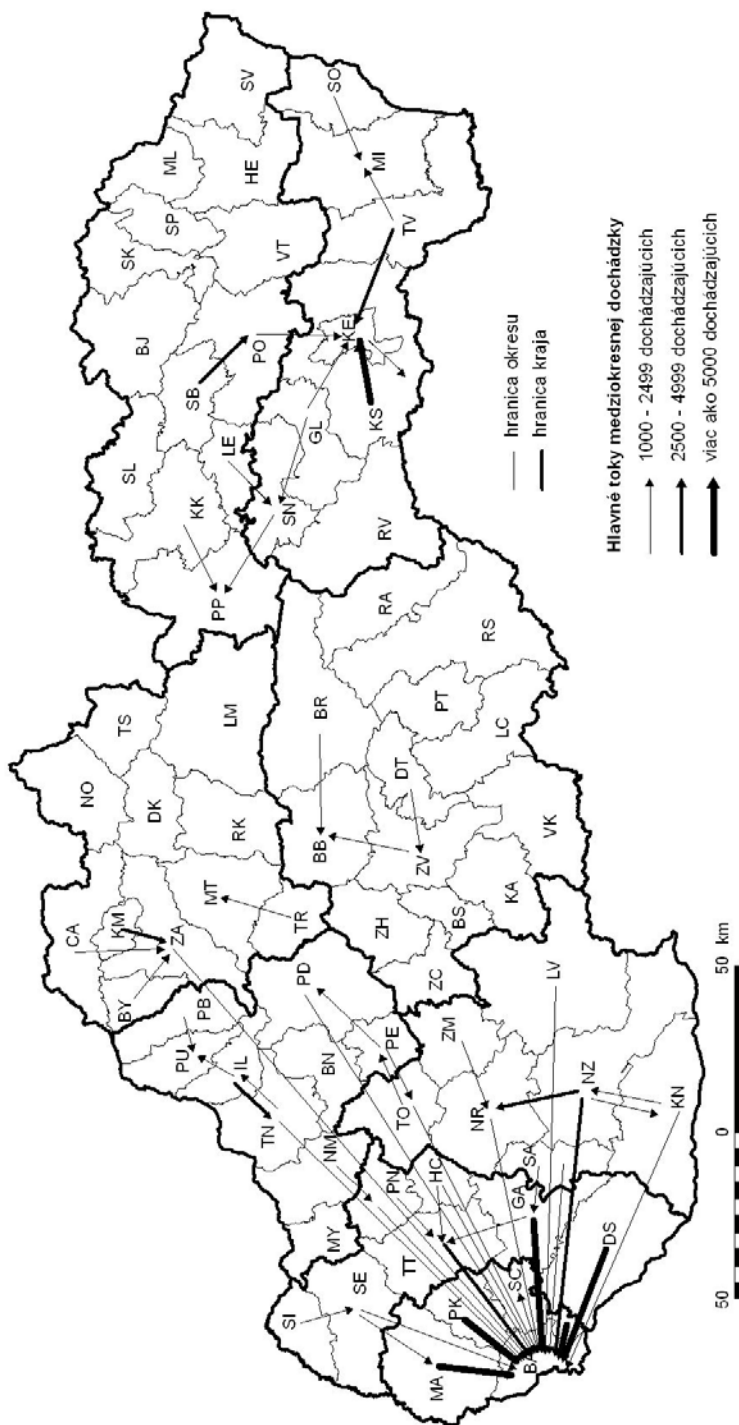 SV
SO
ML
HE
MI
SP
SK
VT
TV
BJ
PO
KE
SB
LE
GL
KS
SL
KK
SN
RV
PP
RA
RS
TS
LM
BR
PT
LC
NO
DK
RK
DT
VK
BB
ZV
MT
KA
CA
KM
ZA
TR
ZH
BS
BY
PB
PD
ZC
LV
PU
IL
BN
PE
ZM
NZ
TN
NM
TO
NR
KN
PN
HC
SA
MY
TT
GA
DS
SI
SE
SC
PK
MA
BA
hranica okresu
hranica kraja
Hlavné toky medziokresnej dochádzky
1000 - 2499 dochádzajúcich
2500 - 4999 dochádzajúcich
viac ako 5000 dochádzajúcich
50 0 50 km